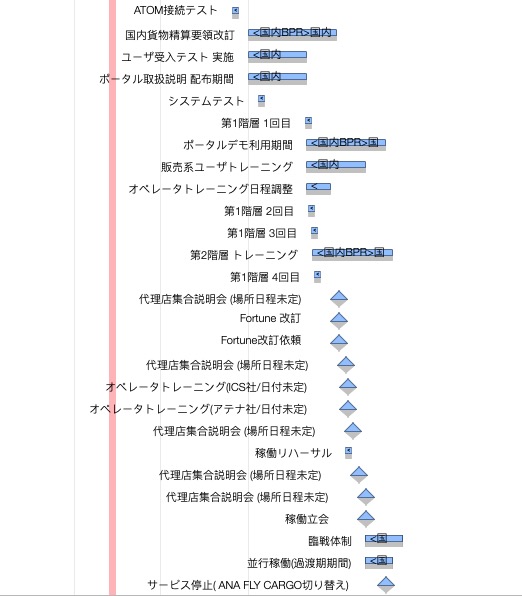 ATOM接続テスト
国内貨物精算要領改訂 <国内BPR>国内
ユーザ受入テスト 実施 <国内
ポータル取扱説明 配布期間 <国内
システムテスト <
第1階層 1回目 <
ポータルデモ利用期間 <国内BPR>国
販売系ユーザトレーニング <国内
オペレータトレーニング日程調整 <
第1階層 2回目 <
第1階層 3回目 <
第2階層 トレーニング <国内BPR>国
第1階層 4回目 <
代理店集合説明会 (場所日程未定)
Fortune 改訂
Fortune改訂依頼
代理店集合説明会 (場所日程未定)
オペレータトレーニング(ICS社/日付未定)
オペレータトレーニング(アテナ社/日付未定)
代理店集合説明会 (場所日程未定)
稼働リハーサル <
代理店集合説明会 (場所日程未定)
代理店集合説明会 (場所日程未定)
稼働立会
臨戦体制 <国
並行稼働(過渡期期間) <国
サービス停止( ANA FLY CARGO切り替え)